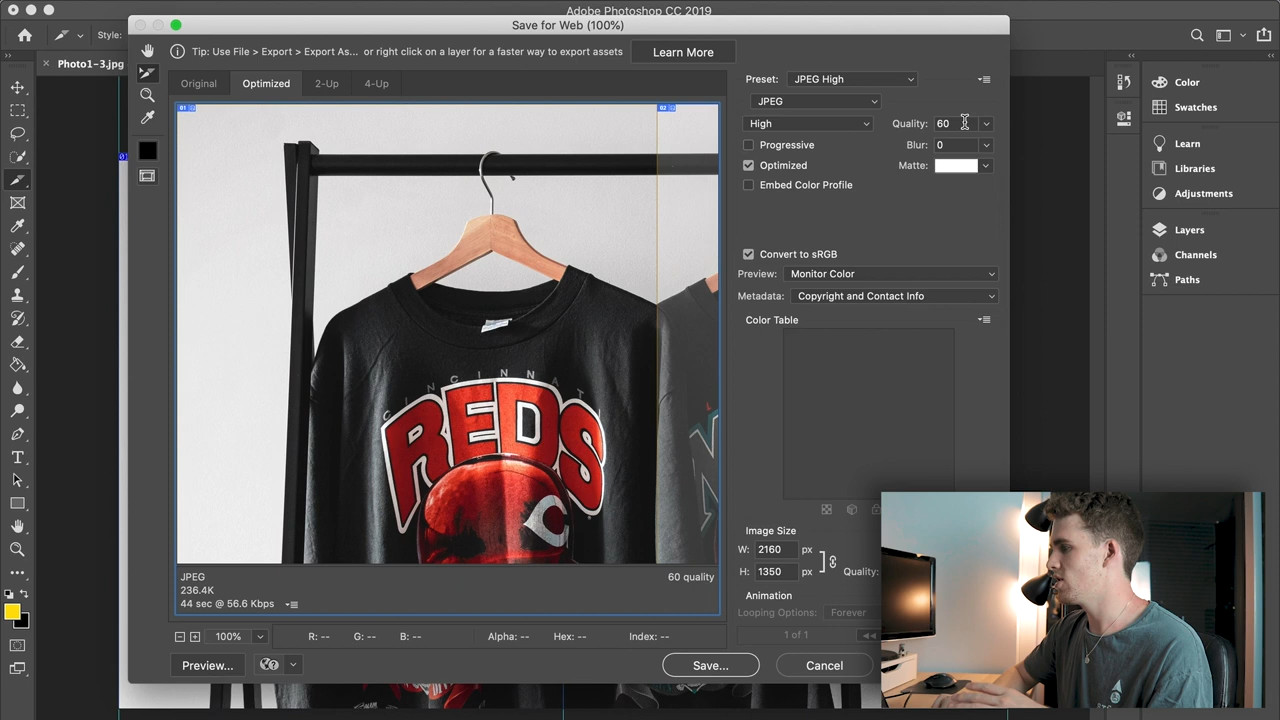 Adobe Photoshop CC 2019
Save for Web (100%)
Style:
Tip: Use File > Export > Export As... or right click on a layer for a faster way to export assets
Learn More
Photo1-3.jpg
Original
Optimized
2-Up
4-Up
Preset: JPEG High
JPEG
High
Quality: 60
Progressive
Blur: 0
Optimized
Matte:
Embed Color Profile
Convert to sRGB
Preview: Monitor Color
Metadata: Copyright and Contact Info
Color Table
Color
Swatches
Learn
Libraries
Adjustments
Layers
Channels
Paths
01
02
CINCINNATI
REDS
C
JPEG
60 quality
236.4K
44 sec @ 56.6 Kbps
Image Size
W: 2160 px
H: 1350 px
Quality:
Animation
Looping Options: Forever
1 of 1
100%
R: --
G: --
B: --
Alpha: --
Hex: --
Index: --
Preview...
Save...
Cancel